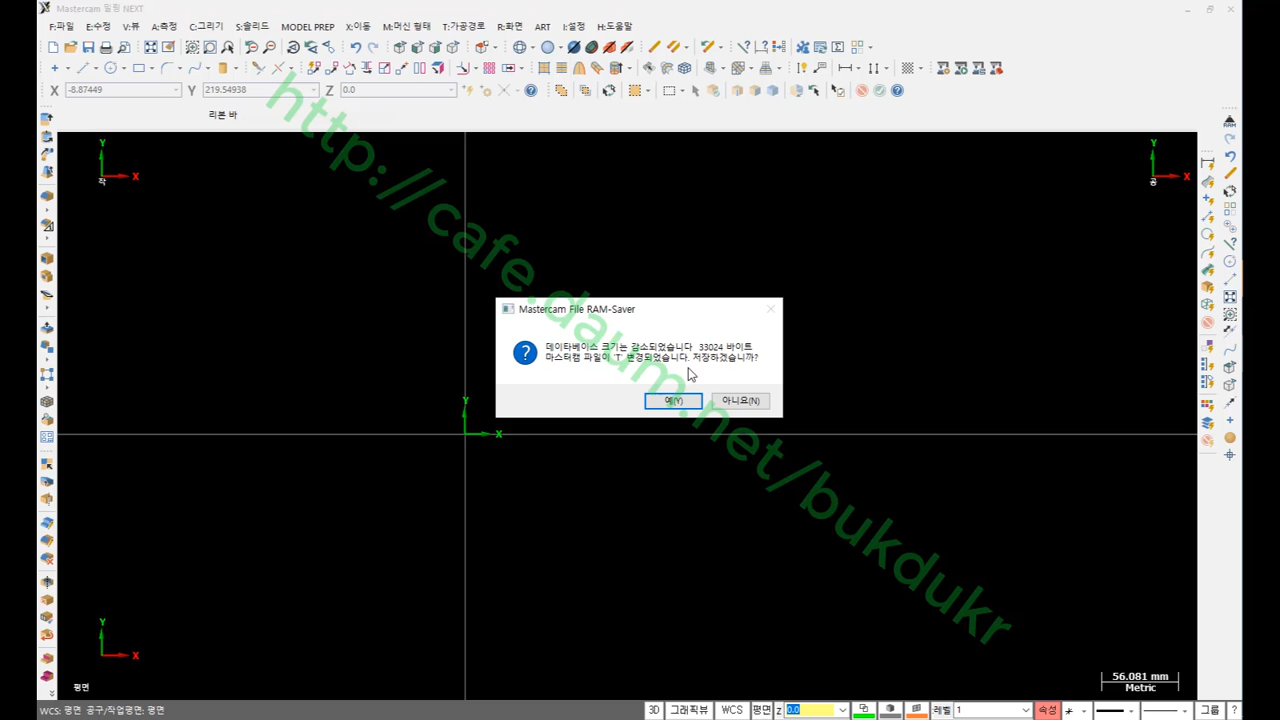 Mastercam 밀링 NEXT
F:파일 E:수정 V:뷰 A:측정 C:그리기 S:솔리드 MODEL PREP X:이동 M:머신 형태 T:가공경로 R:화면 ART I:설정 H:도움말
X -8.87449 Y 219.54938 Z 0.0
리본 바
RAM
Y
X
작
Y
X
공
http://cafe.daum.net/bukdukr
Mastercam File RAM-Saver
데이타베이스 크기는 감소되었습니다 33024 바이트
마스터캠 파일이 'T' 변경되었습니다. 저장하겠습니까?
예(Y) 아니요(N)
Y
X
Y
X
평면
56.081 mm
Metric
WCS: 평면 공구/작업평면: 평면
3D 그래픽뷰 WCS 평면 Z 0.0 레벨 1 속성 그룹 ?